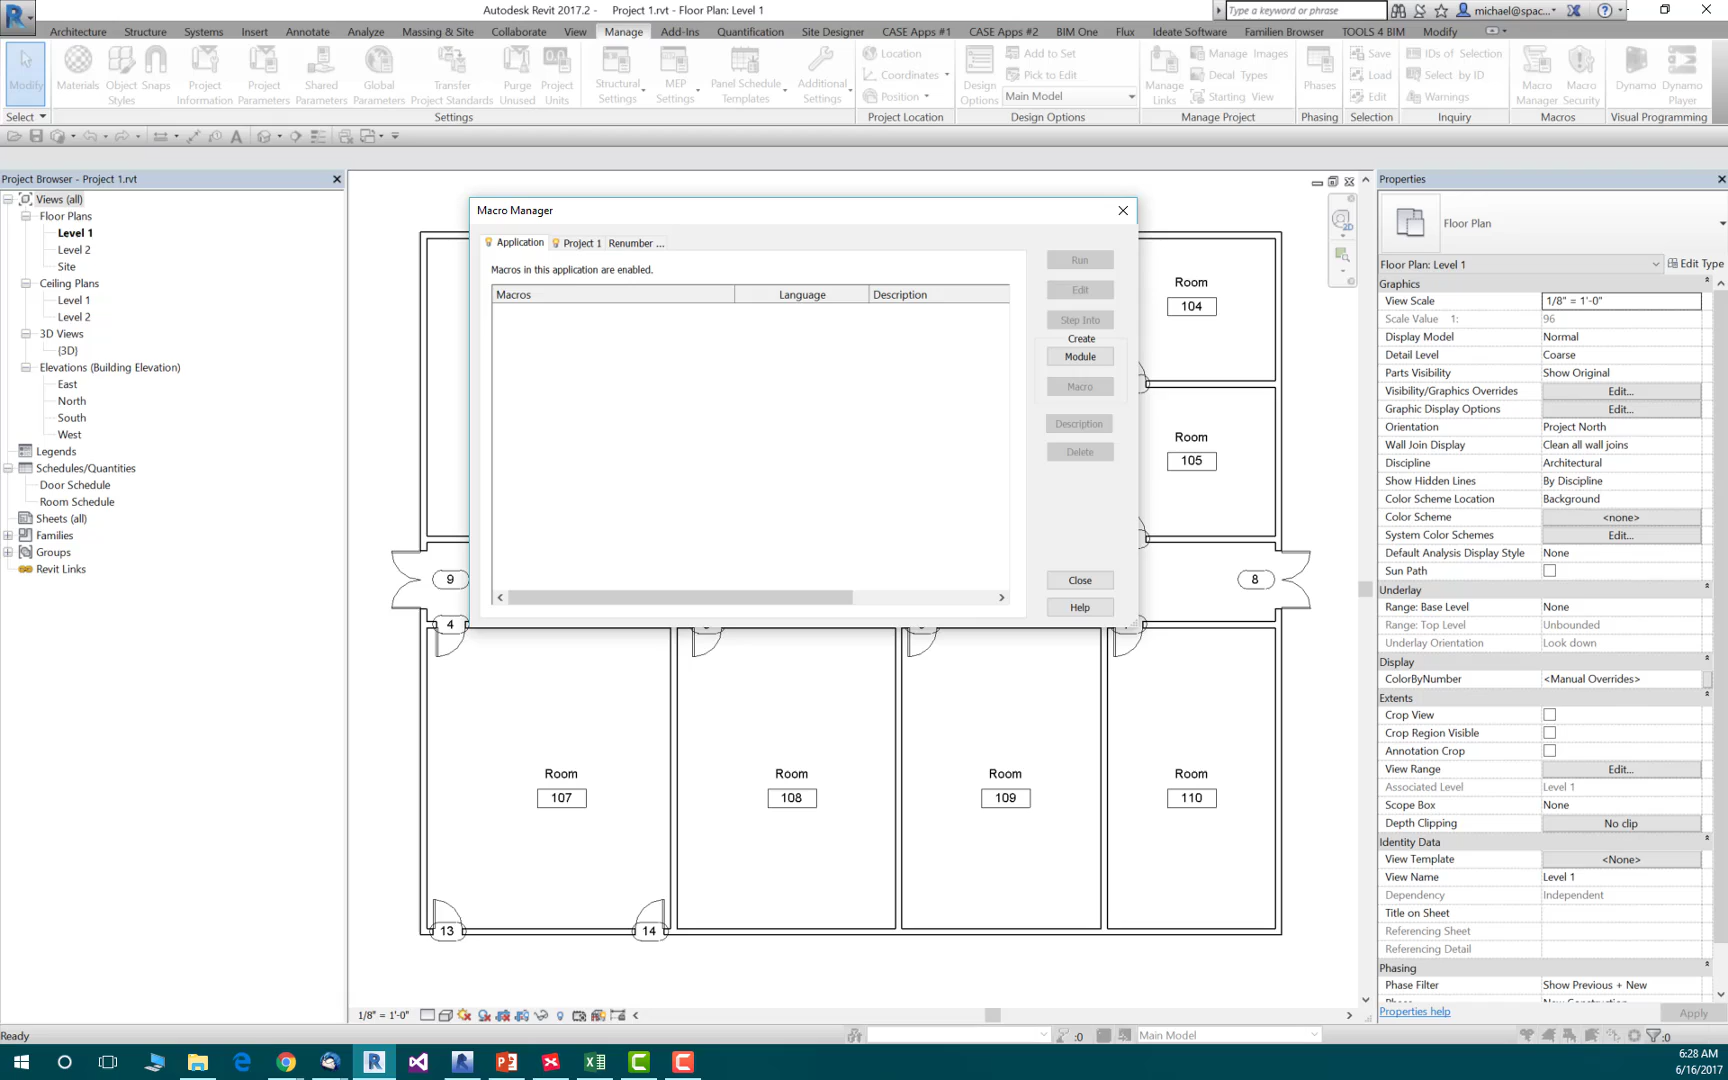 Autodesk Revit 2017.2 - Project 1.rvt - Floor Plan: Level 1
Type a keyword or phrase
michael@spac...
Architecture Structure Systems Insert Annotate Analyze Massing & Site Collaborate View Manage Add-Ins Quantification Site Designer CASE Apps #1 CASE Apps #2 BIM One Flux Ideate Software Familien Browser TOOLS 4 BIM Modify
Modify
Materials
Object Styles
Snaps
Project Information
Project Parameters
Shared Parameters
Global Parameters
Transfer Project Standards
Purge Unused
Project Units
Structural Settings
MEP Settings
Panel Schedule Templates
Additional Settings
Location
Coordinates
Position
Design Options
Add to Set
Pick to Edit
Main Model
Manage Links
Manage Images
Decal Types
Starting View
Phases
Save
Load
Edit
IDs of Selection
Select by ID
Warnings
Macro Manager
Macro Security
Dynamo
Dynamo Player
Select Settings Project Location Design Options Manage Project Phasing Selection Inquiry Macros Visual Programming
Project Browser - Project 1.rvt
Views (all)
Floor Plans
Level 1
Level 2
Site
Ceiling Plans
Level 1
Level 2
3D Views
{3D}
Elevations (Building Elevation)
East
North
South
West
Legends
Schedules/Quantities
Door Schedule
Room Schedule
Sheets (all)
Families
Groups
Revit Links
Macro Manager
Application Project 1 Renumber ...
Macros in this application are enabled.
Macros Language Description
Run
Edit
Step Into
Create
Module
Macro
Description
Delete
Close
Help
Room
104
Room
105
9
8
4
Room
107
Room
108
Room
109
Room
110
13
14
1/8" = 1'-0"
Properties
Floor Plan
Floor Plan: Level 1 Edit Type
Graphics
View Scale 1/8" = 1'-0"
Scale Value 1: 96
Display Model Normal
Detail Level Coarse
Parts Visibility Show Original
Visibility/Graphics Overrides Edit...
Graphic Display Options Edit...
Orientation Project North
Wall Join Display Clean all wall joins
Discipline Architectural
Show Hidden Lines By Discipline
Color Scheme Location Background
Color Scheme <none>
System Color Schemes Edit...
Default Analysis Display Style None
Sun Path
Underlay
Range: Base Level None
Range: Top Level Unbounded
Underlay Orientation Look down
Display
ColorByNumber <Manual Overrides>
Extents
Crop View
Crop Region Visible
Annotation Crop
View Range Edit...
Associated Level Level 1
Scope Box None
Depth Clipping No clip
Identity Data
View Template <None>
View Name Level 1
Dependency Independent
Title on Sheet
Referencing Sheet
Referencing Detail
Phasing
Phase Filter Show Previous + New
Properties help Apply
Ready
:0
Main Model
:0
6:28 AM
6/16/2017